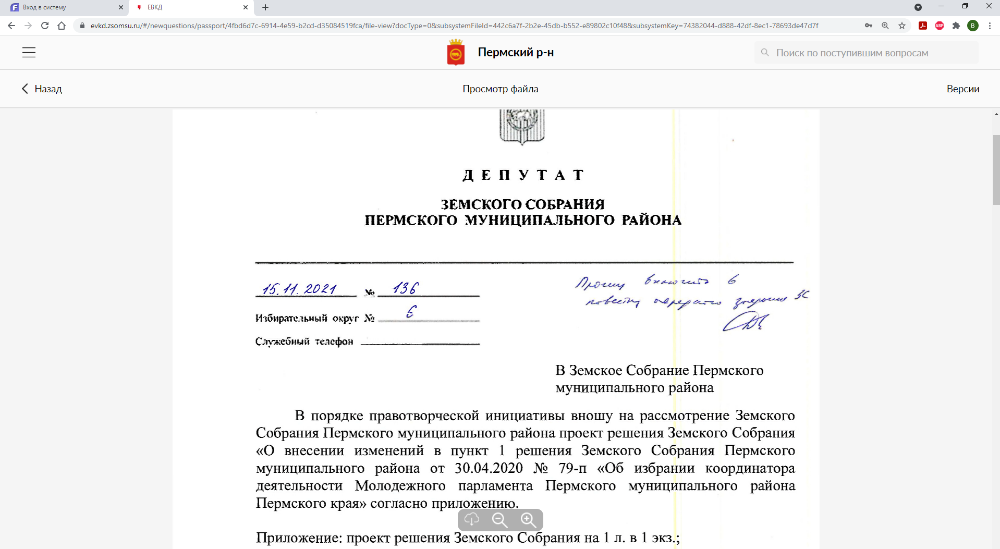 Вход в систему
ЕВКД
evkd.zsomsu.ru/#/newquestions/passport/4fbd6d7c-6914-4e59-b2cd-d35084519fca/file-view?docType=0&subsystemFileId=442c6a7f-2b2e-45db-b552-e89802c10f48&subsystemKey=74382044-d888-42df-8ec1-78693de47d7f
ABP
B
Пермский р-н
Поиск по поступившим вопросам
Назад
Просмотр файла
Версии
ДЕПУТАТ
ЗЕМСКОГО СОБРАНИЯ
ПЕРМСКОГО МУНИЦИПАЛЬНОГО РАЙОНА
15.11.2021 № 136
Прошу включить в
повестку очередного заседания ЗС
Избирательный округ № 6
Служебный телефон
В Земское Собрание Пермского
муниципального района
В порядке правотворческой инициативы вношу на рассмотрение Земского
Собрания Пермского муниципального района проект решения Земского Собрания
«О внесении изменений в пункт 1 решения Земского Собрания Пермского
муниципального района от 30.04.2020 № 79-п «Об избрании координатора
деятельности Молодежного парламента Пермского муниципального района
Пермского края» согласно приложению.
Приложение: проект решения Земского Собрания на 1 л. в 1 экз.;